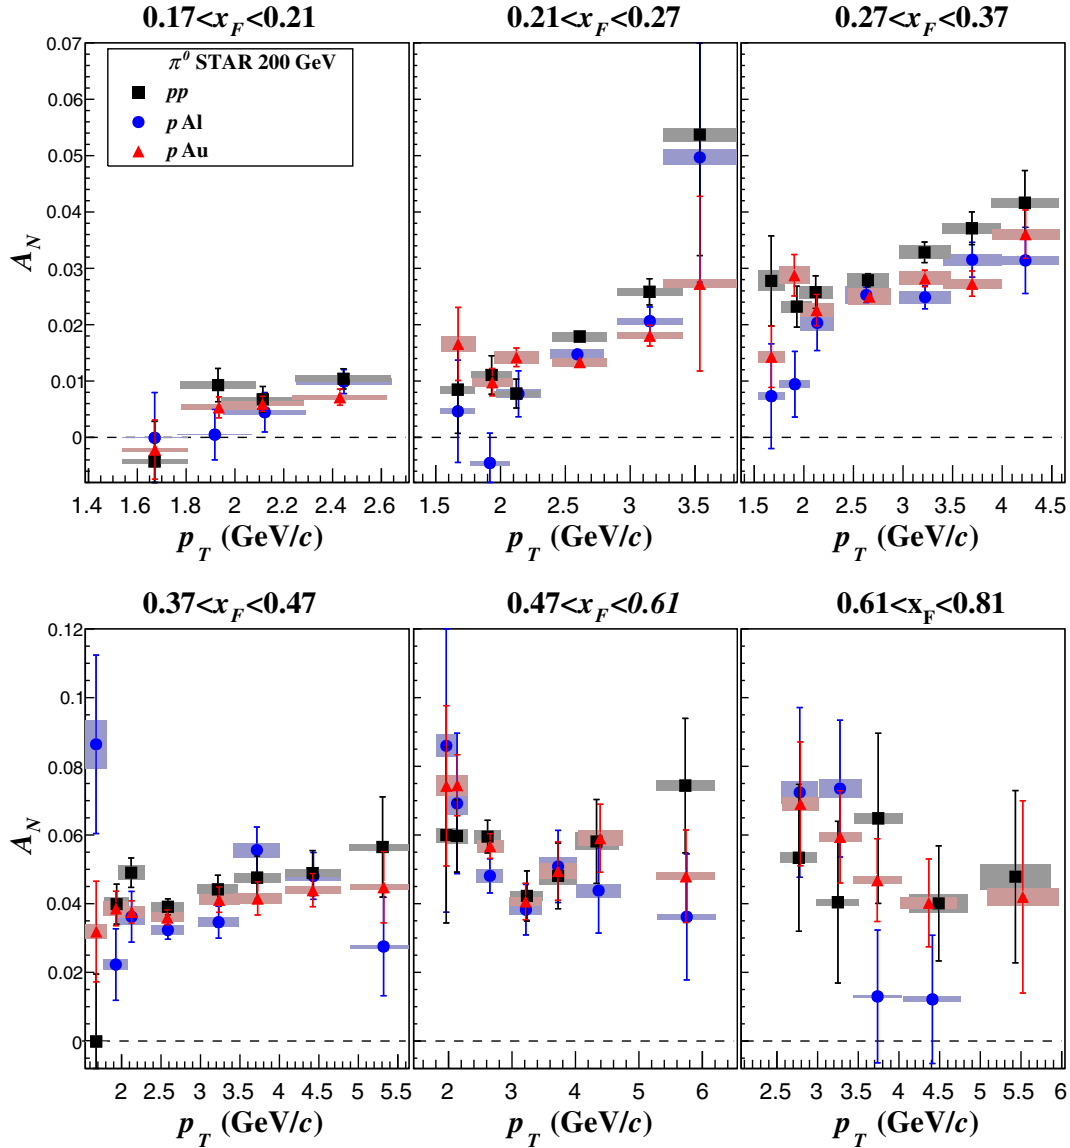 0.17<x_F<0.21 0.21<x_F<0.27 0.27<x_F<0.37
0.07
0.06
0.05
0.04
0.03
0.02
0.01
0
A_N
π⁰ STAR 200 GeV
pp
p Al
p Au
1.4 1.6 1.8 2 2.2 2.4 2.6
1.5 2 2.5 3 3.5
1.5 2 2.5 3 3.5 4 4.5
p_T (GeV/c) p_T (GeV/c) p_T (GeV/c)
0.37<x_F<0.47 0.47<x_F<0.61 0.61<x_F<0.81
0.12
0.1
0.08
0.06
0.04
0.02
0
A_N
2 2.5 3 3.5 4 4.5 5 5.5
2 3 4 5 6
2.5 3 3.5 4 4.5 5 5.5 6
p_T (GeV/c) p_T (GeV/c) p_T (GeV/c)